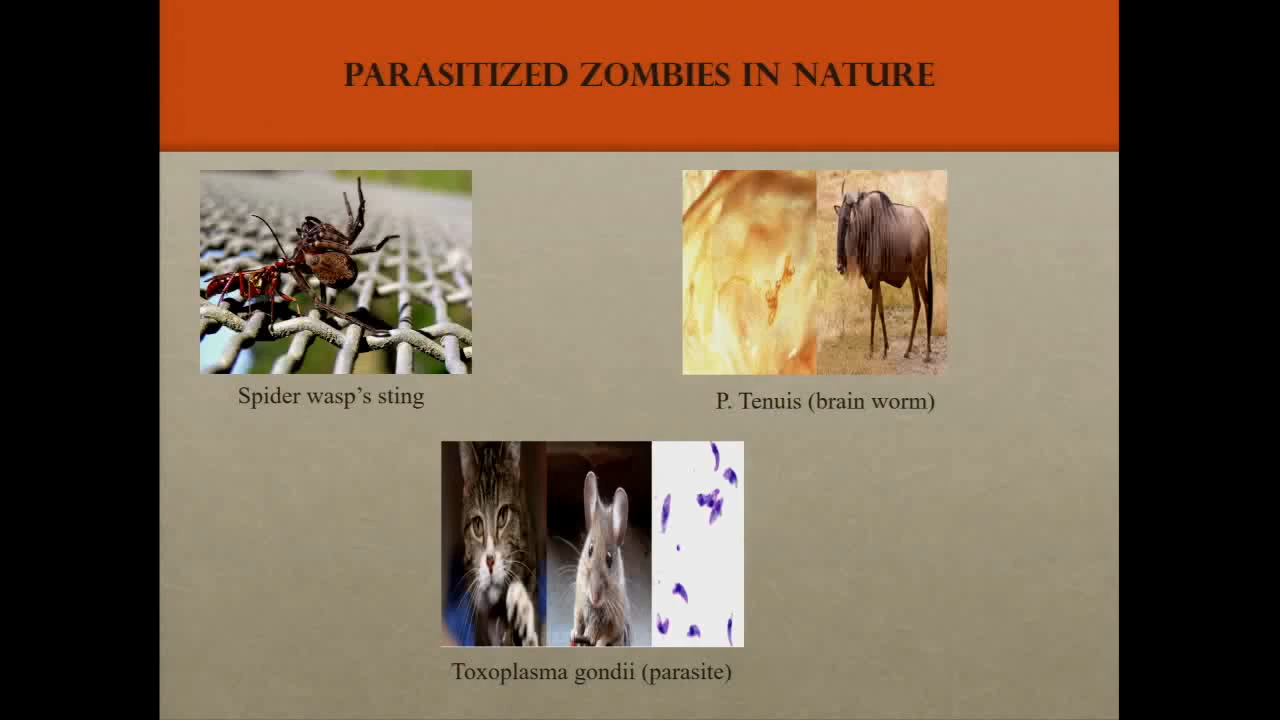 PARASITIZED ZOMBIES IN NATURE
Spider wasp’s sting
P. Tenuis (brain worm)
Toxoplasma gondii (parasite)